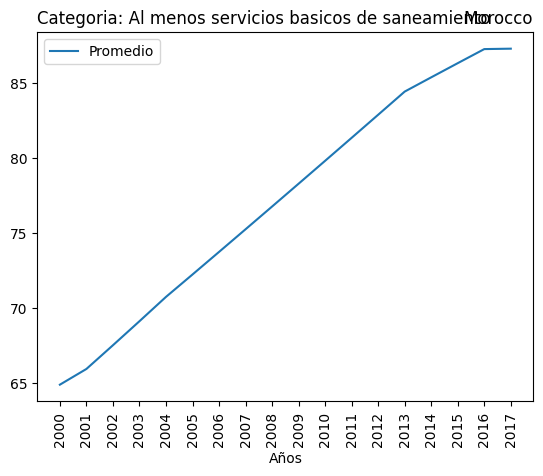 Categoria: Al menos servicios basicos de saneamiento Morocco
Promedio
85
80
75
70
65
2000 2001 2002 2003 2004 2005 2006 2007 2008 2009 2010 2011 2012 2013 2014 2015 2016 2017
Años